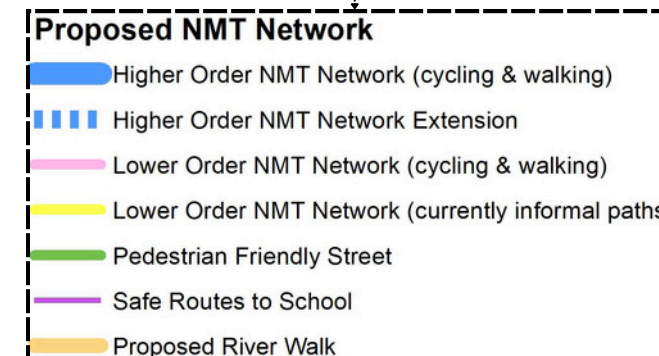 Proposed NMT Network
Higher Order NMT Network (cycling & walking)
Higher Order NMT Network Extension
Lower Order NMT Network (cycling & walking)
Lower Order NMT Network (currently informal paths
Pedestrian Friendly Street
Safe Routes to School
Proposed River Walk